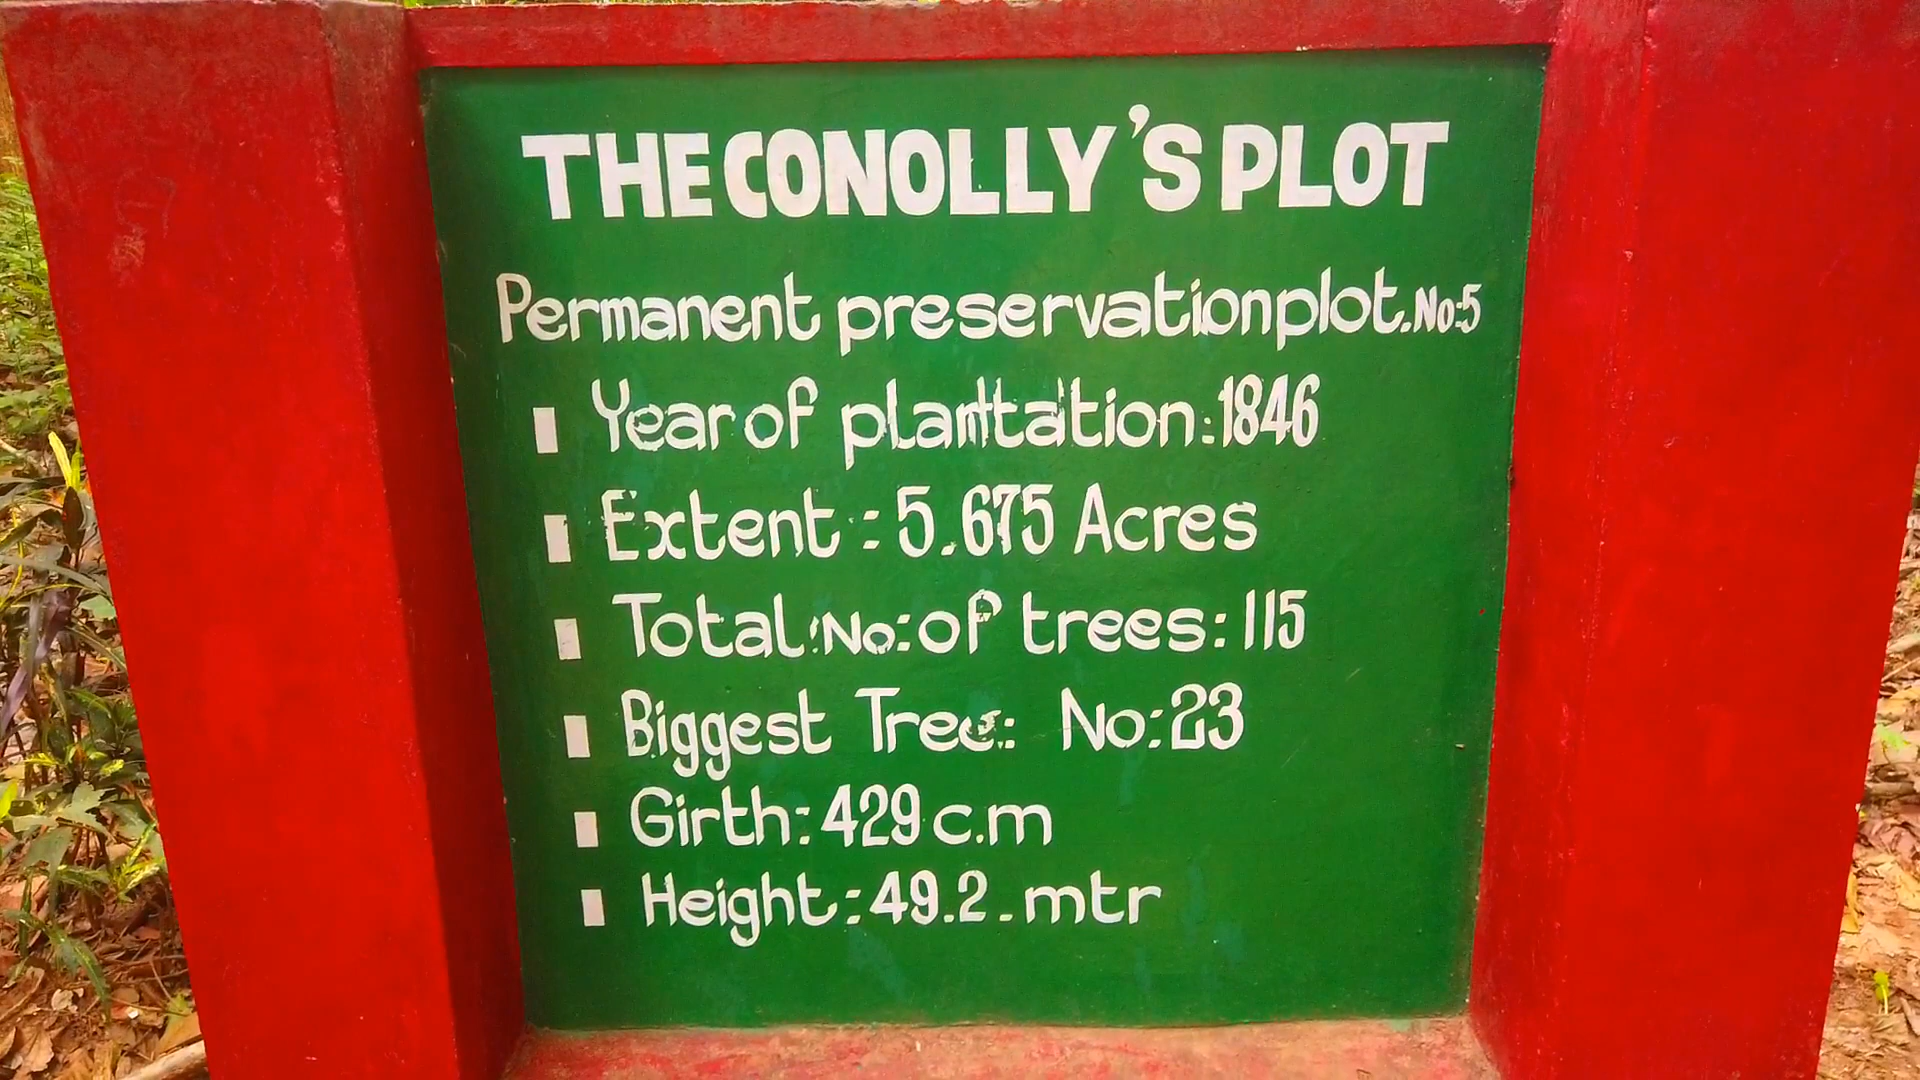 THE CONOLLY'S PLOT
Permanent preservation plot.No:5
Year of plantation:1846
Extent : 5.675 Acres
Total No: of trees: 115
Biggest Tree: No:23
Girth: 429 c.m
Height: 49.2. mtr